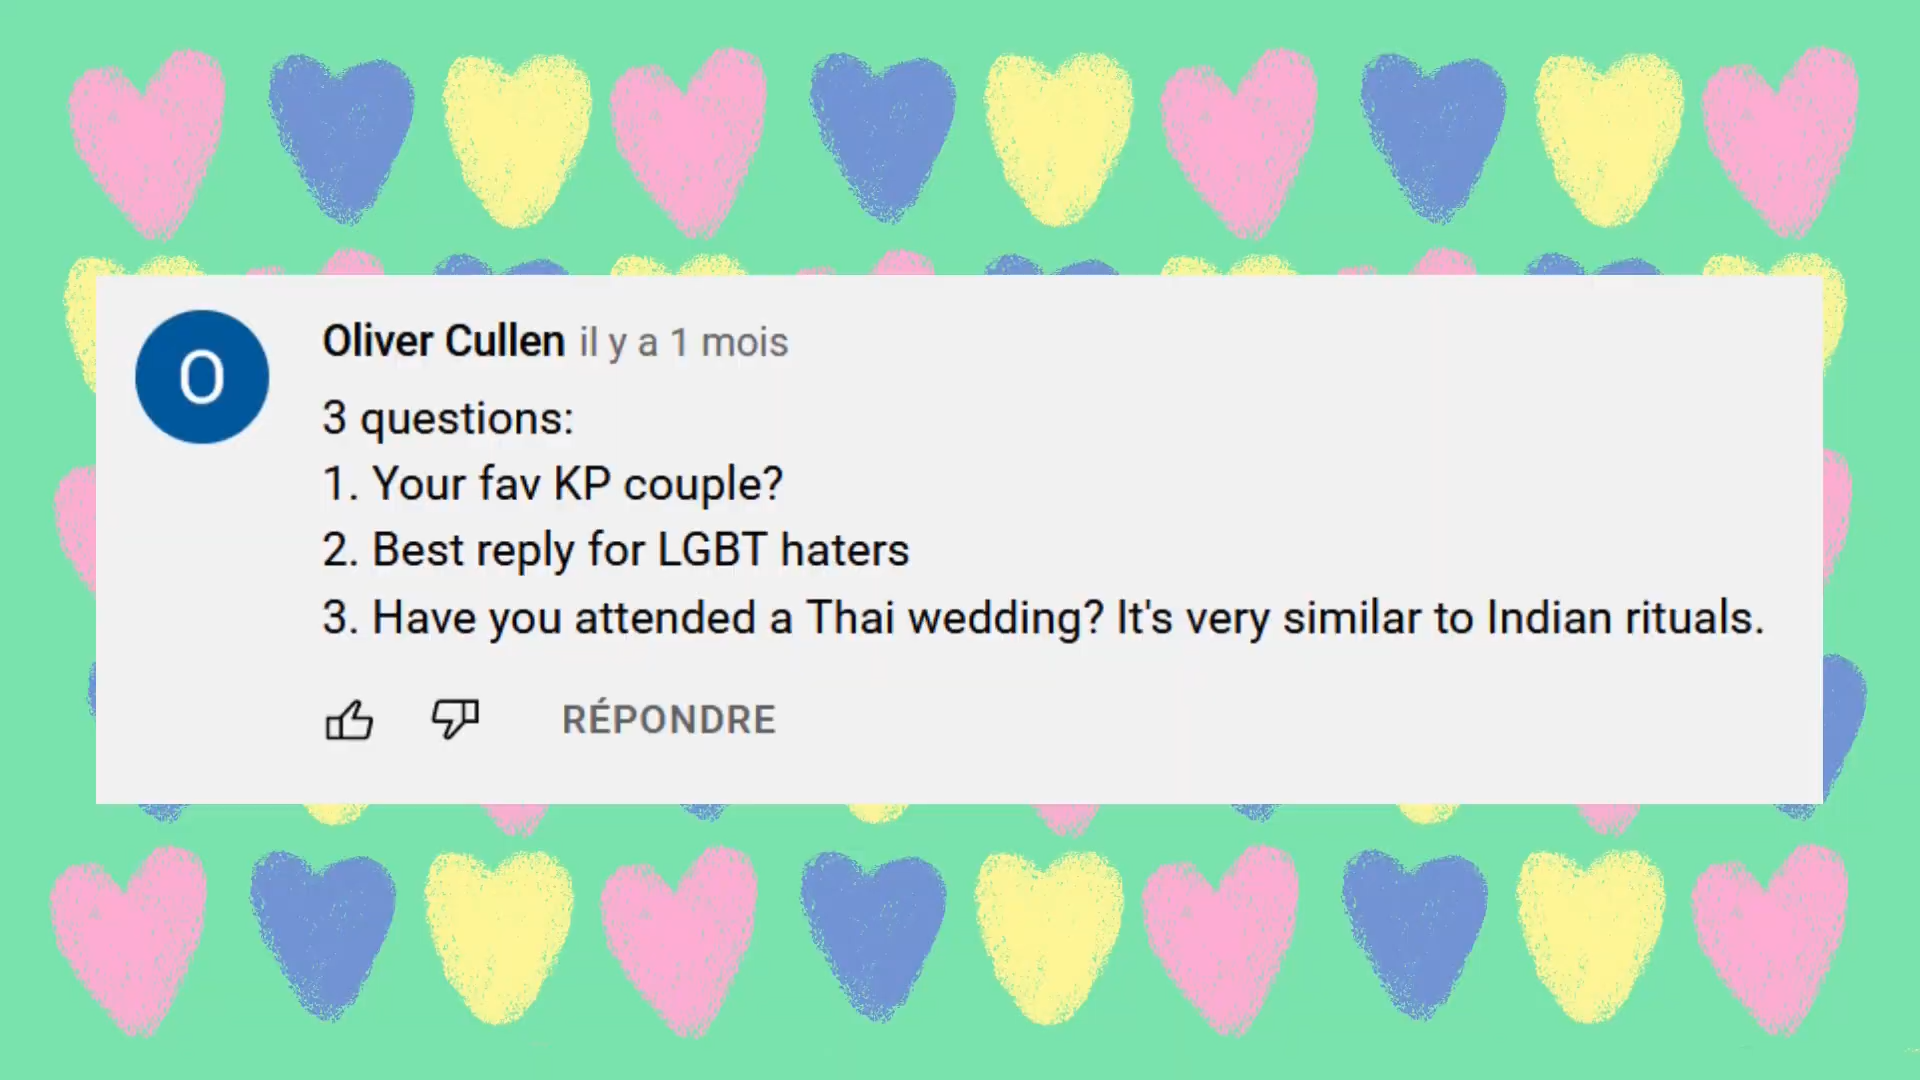 O
Oliver Cullen il y a 1 mois
3 questions:
1. Your fav KP couple?
2. Best reply for LGBT haters
3. Have you attended a Thai wedding? It's very similar to Indian rituals.
RÉPONDRE